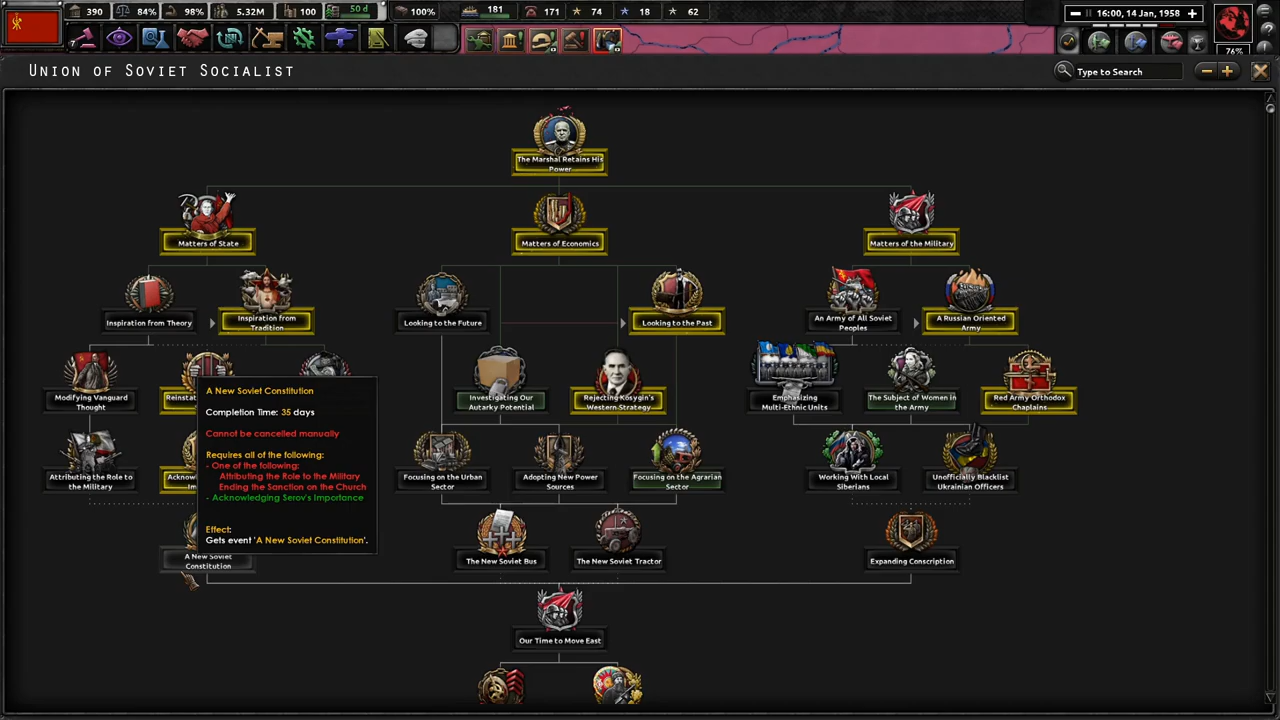 390 84% 98% 5.32M 100 50 d 100% 181 171 74 18 62 16:00, 14 Jan, 1958
7
76%
UNION OF SOVIET SOCIALIST
Type to Search
The Marshal Retains His
Power
Matters of State
Matters of Economics
Matters of the Military
Inspiration from Theory
Inspiration from
Tradition
Looking to the Future
Looking to the Past
An Army of All Soviet
Peoples
A Russian Oriented
Army
Modifying Vanguard
Thought
Reinstat
Investigating Our
Autarky Potential
Rejecting Kosygin's
Western Strategy
Emphasizing
Multi-Ethnic Units
The Subject of Women in
the Army
Red Army Orthodox
Chaplains
A New Soviet Constitution
Completion Time: 35 days
Cannot be cancelled manually
Requires all of the following:
- One of the following:
Attributing the Role to the Military
Ending the Sanction on the Church
- Acknowledging Serov's Importance
Effect:
Gets event 'A New Soviet Constitution'.
Attributing the Role to
the Military
Acknow
Im
Focusing on the Urban
Sector
Adopting New Power
Sources
Focusing on the Agrarian
Sector
Working With Local
Siberians
Unofficially Blacklist
Ukrainian Officers
A New Soviet
Constitution
The New Soviet Bus
The New Soviet Tractor
Expanding Conscription
Our Time to Move East